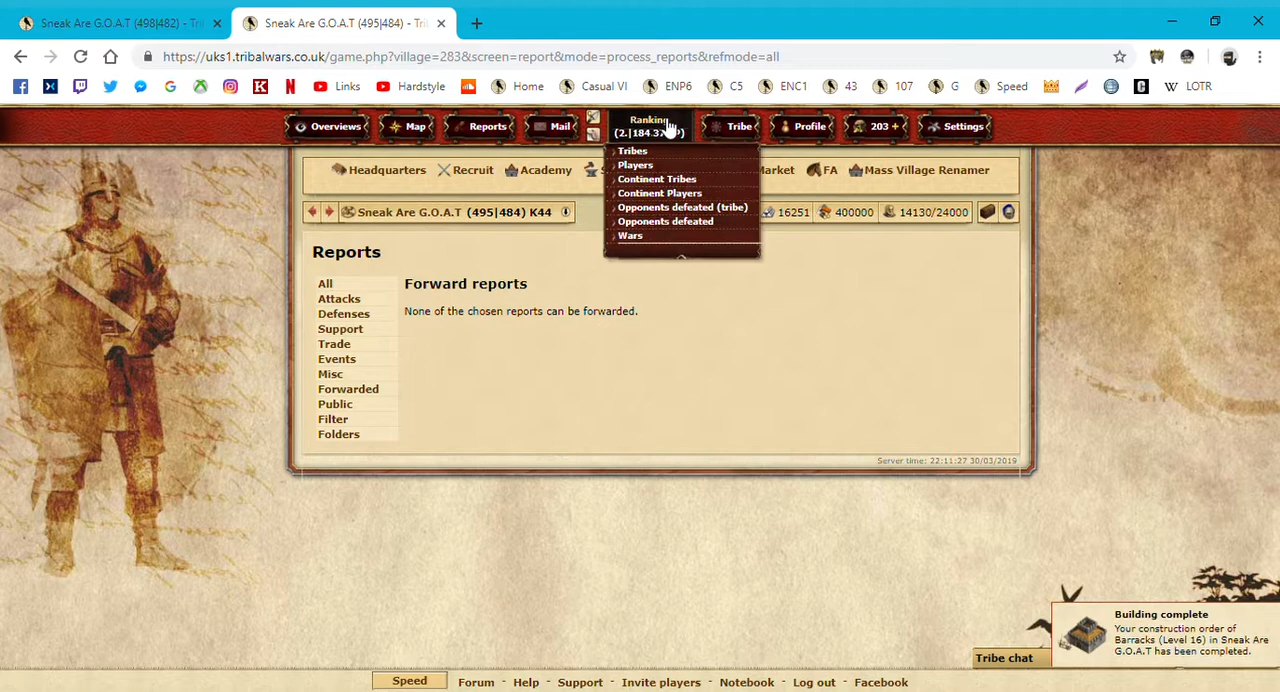 Sneak Are G.O.A.T (498|482) - Tri
Sneak Are G.O.A.T (495|484) - Tri
https://uks1.tribalwars.co.uk/game.php?village=283&screen=report&mode=process_reports&refmode=all
Links Hardstyle Home Casual VI ENP6 C5 ENC1 43 107 G Speed LOTR
Overviews Map Reports Mail Ranking Tribe Profile 203 + Settings
Tribes
Players
Continent Tribes
Continent Players
Opponents defeated (tribe)
Opponents defeated
Wars
Headquarters Recruit Academy Market FA Mass Village Renamer
Sneak Are G.O.A.T (495|484) K44 16251 400000 14130/24000
Reports
All
Attacks
Defenses
Support
Trade
Events
Misc
Forwarded
Public
Filter
Folders
Forward reports
None of the chosen reports can be forwarded.
Server time: 22:11:27 30/03/2019
Building complete
Your construction order of
Barracks (Level 16) in Sneak Are
G.O.A.T has been completed.
Tribe chat
Speed Forum - Help - Support - Invite players - Notebook - Log out - Facebook